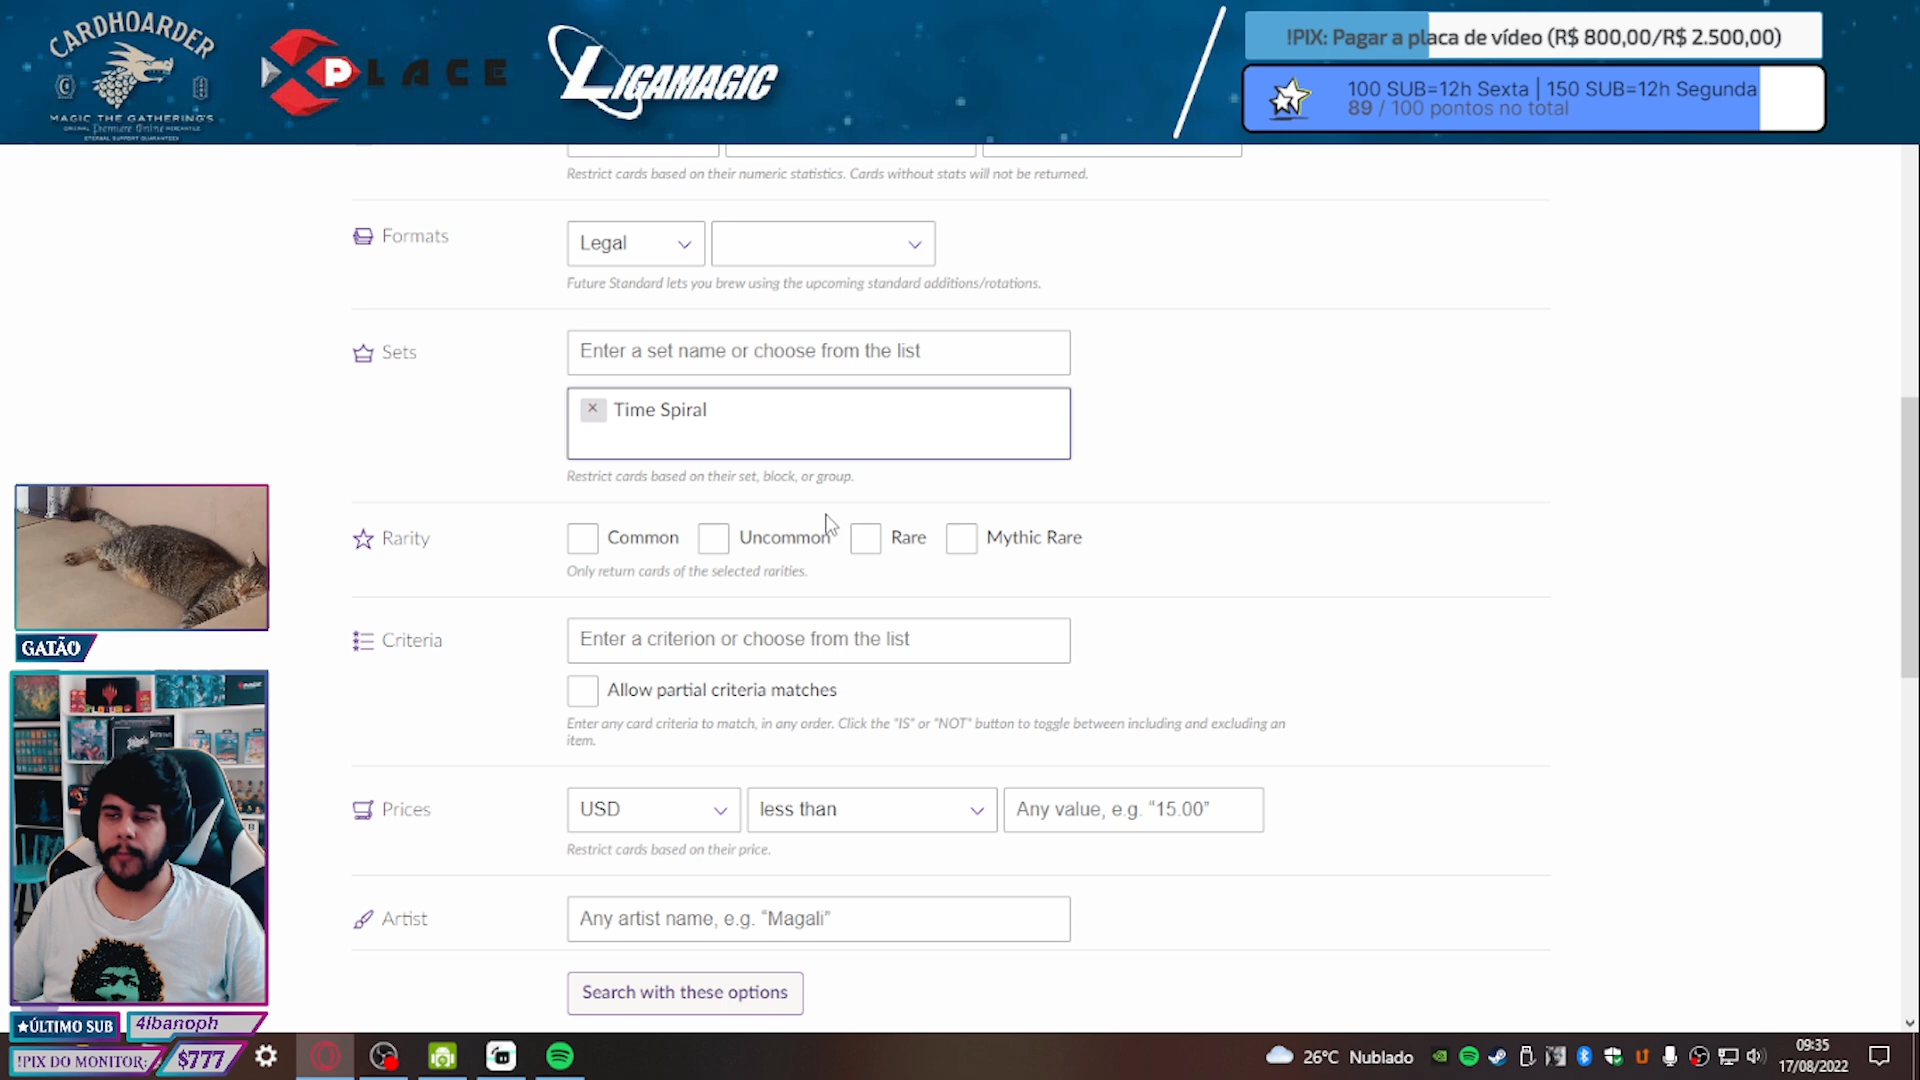 CARDHOARDER
MAGIC THE GATHERING'S
ORIGINAL Premiere Online MERCANTILE
ETERNAL SUPPORT GUARANTEED
XPLACE
LIGAMAGIC
!PIX: Pagar a placa de vídeo (R$ 800,00/R$ 2.500,00)
100 SUB=12h Sexta | 150 SUB=12h Segunda
89 / 100 pontos no total
Restrict cards based on their numeric statistics. Cards without stats will not be returned.
Formats
Legal
Future Standard lets you brew using the upcoming standard additions/rotations.
Sets
Enter a set name or choose from the list
× Time Spiral
Restrict cards based on their set, block, or group.
Rarity
Common Uncommon Rare Mythic Rare
Only return cards of the selected rarities.
Criteria
Enter a criterion or choose from the list
Allow partial criteria matches
Enter any card criteria to match, in any order. Click the "IS" or "NOT" button to toggle between including and excluding an
item.
Prices
USD less than Any value, e.g. “15.00”
Restrict cards based on their price.
Artist
Any artist name, e.g. “Magali”
Search with these options
GATÃO
★ÚLTIMO SUB 4lbanoph
!PIX DO MONITOR: $777
26°C Nublado
09:35
17/08/2022